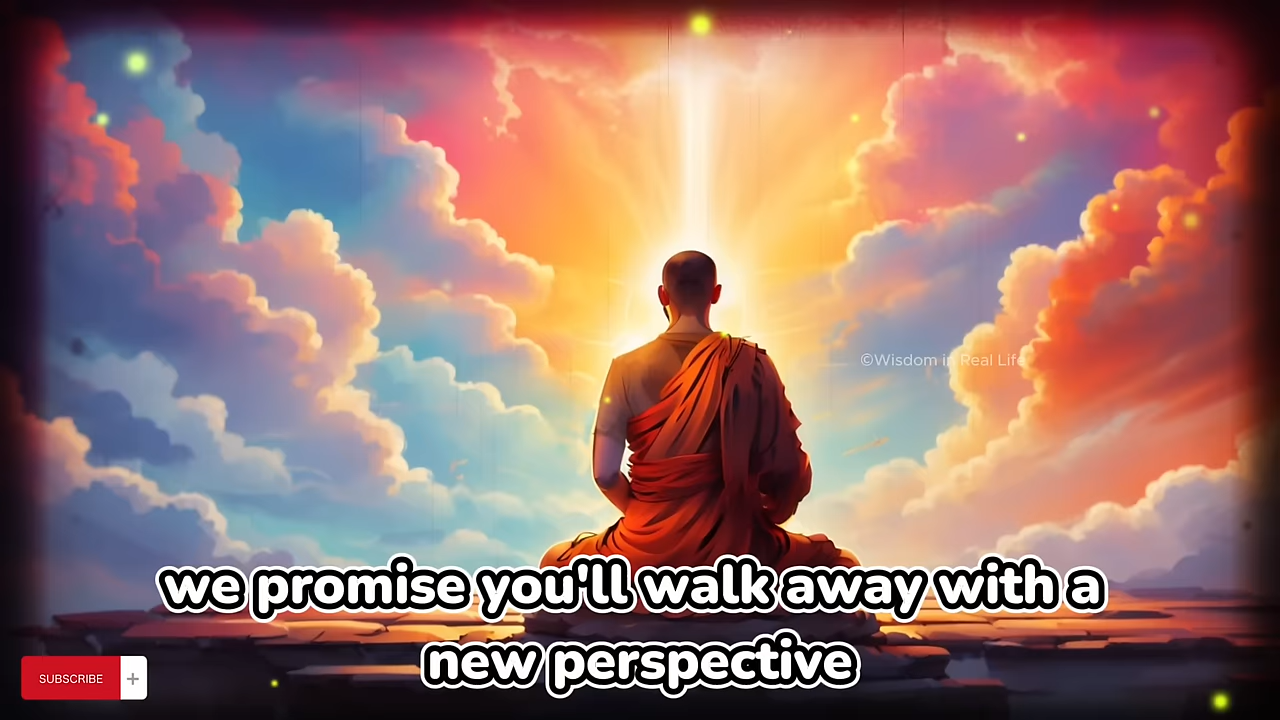 ©Wisdom in Real Life
we promise you'll walk away with a
new perspective
SUBSCRIBE +